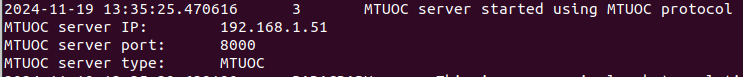 2024-11-19 13:35:25.470616 3 MTUOC server started using MTUOC protocol
MTUOC server IP: 192.168.1.51
MTUOC server port: 8000
MTUOC server type: MTUOC